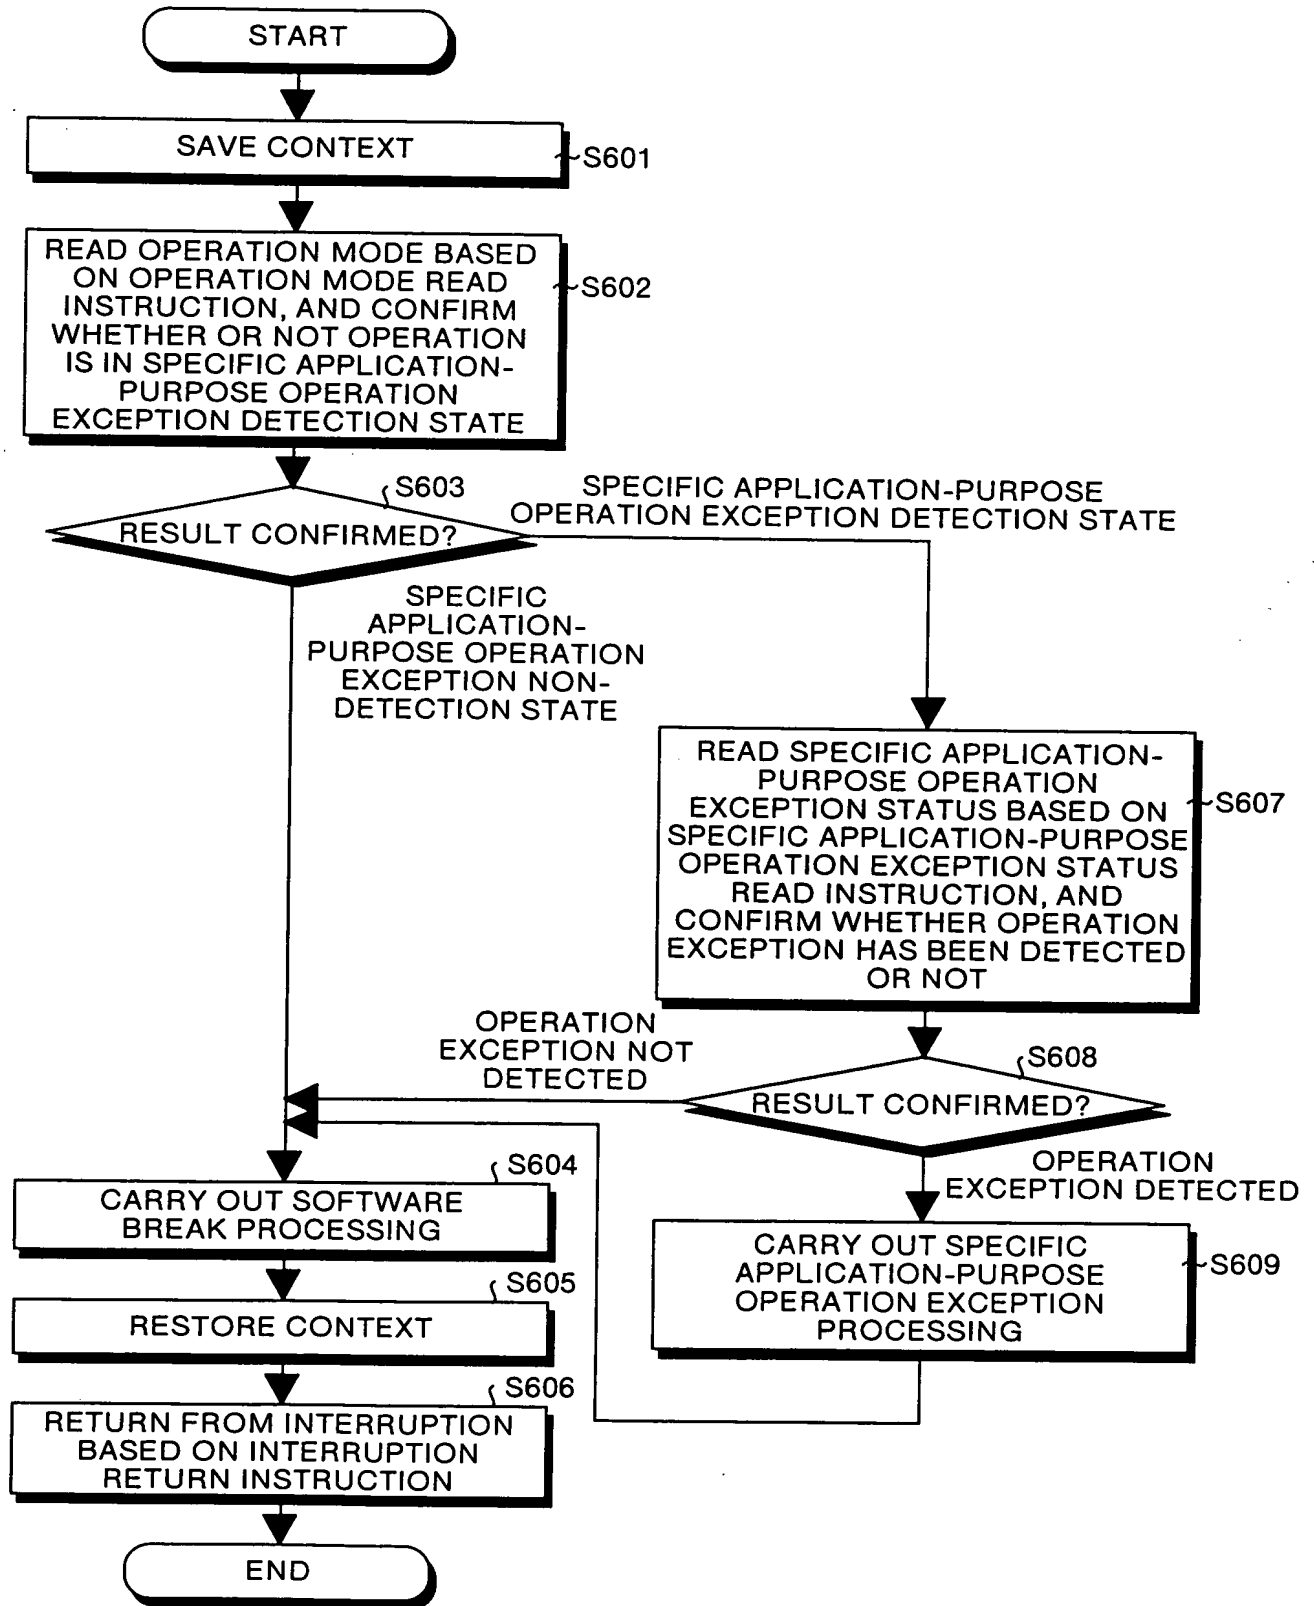 START
SAVE CONTEXT
S601
READ OPERATION MODE BASED
ON OPERATION MODE READ
INSTRUCTION, AND CONFIRM
WHETHER OR NOT OPERATION
IS IN SPECIFIC APPLICATION-
PURPOSE OPERATION
EXCEPTION DETECTION STATE
S602
S603
RESULT CONFIRMED?
SPECIFIC APPLICATION-PURPOSE
OPERATION EXCEPTION DETECTION STATE
SPECIFIC
APPLICATION-
PURPOSE OPERATION
EXCEPTION NON-
DETECTION STATE
READ SPECIFIC APPLICATION-
PURPOSE OPERATION
EXCEPTION STATUS BASED ON
SPECIFIC APPLICATION-PURPOSE
OPERATION EXCEPTION STATUS
READ INSTRUCTION, AND
CONFIRM WHETHER OPERATION
EXCEPTION HAS BEEN DETECTED
OR NOT
S607
OPERATION
EXCEPTION NOT
DETECTED
S608
RESULT CONFIRMED?
OPERATION
EXCEPTION DETECTED
S604
CARRY OUT SOFTWARE
BREAK PROCESSING
CARRY OUT SPECIFIC
APPLICATION-PURPOSE
OPERATION EXCEPTION
PROCESSING
S609
S605
RESTORE CONTEXT
S606
RETURN FROM INTERRUPTION
BASED ON INTERRUPTION
RETURN INSTRUCTION
END